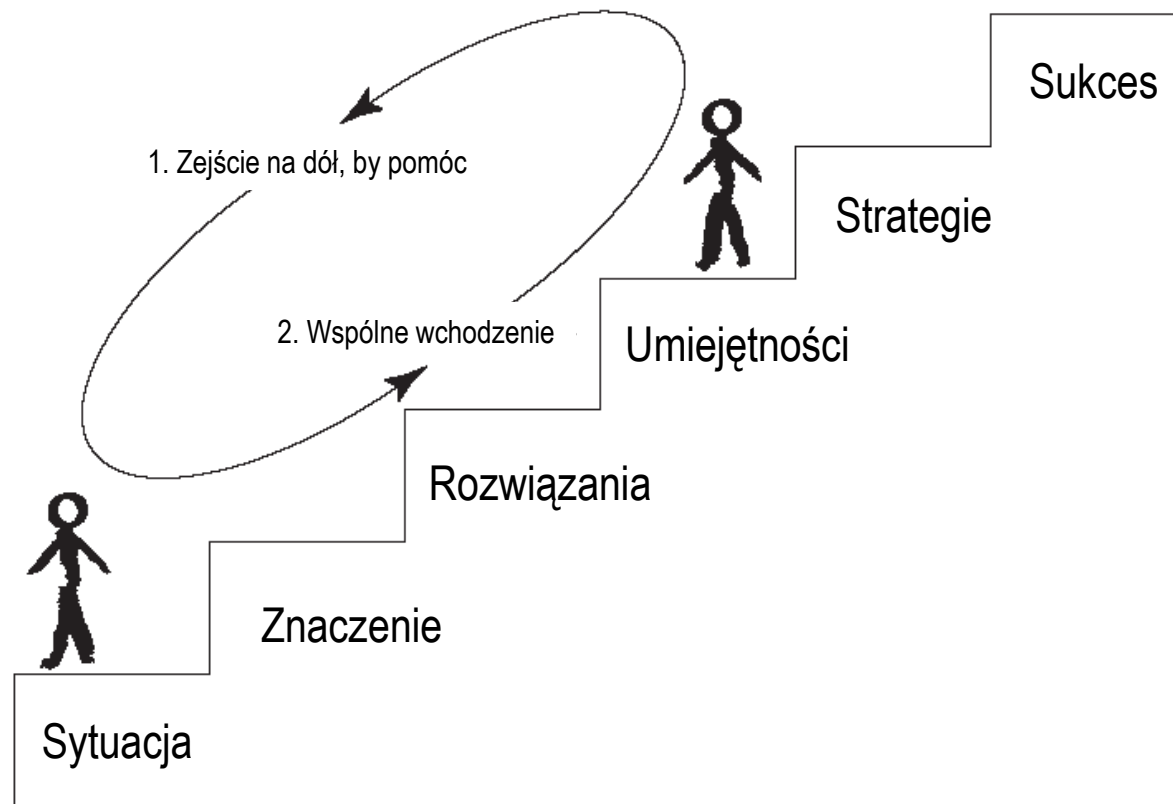 Sukces
1. Zejście na dół, by pomóc
Strategie
2. Wspólne wchodzenie
Umiejętności
Rozwiązania
Znaczenie
Sytuacja